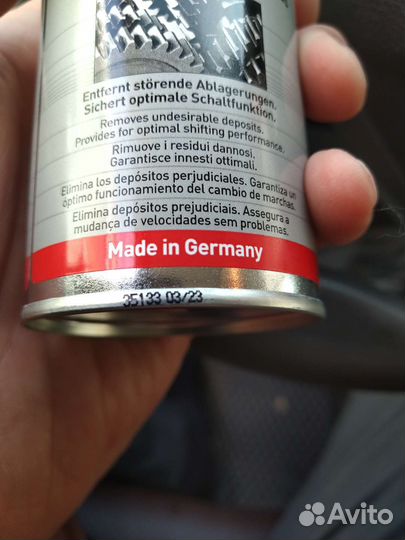 Entfernt störende Ablagerungen.
Sichert optimale Schaltfunktion.
Removes undesirable deposits.
Provides for optimal shifting performance.
Rimuove i residui dannosi.
Garantisce innesti ottimali.
Elimina los depósitos perjudiciales. Garantiza un
óptimo funcionamiento del cambio de marchas.
Elimina depósitos prejudiciais. Assegura a
mudança de velocidades sem problemas.
Made in Germany
35133 03/23
Avito